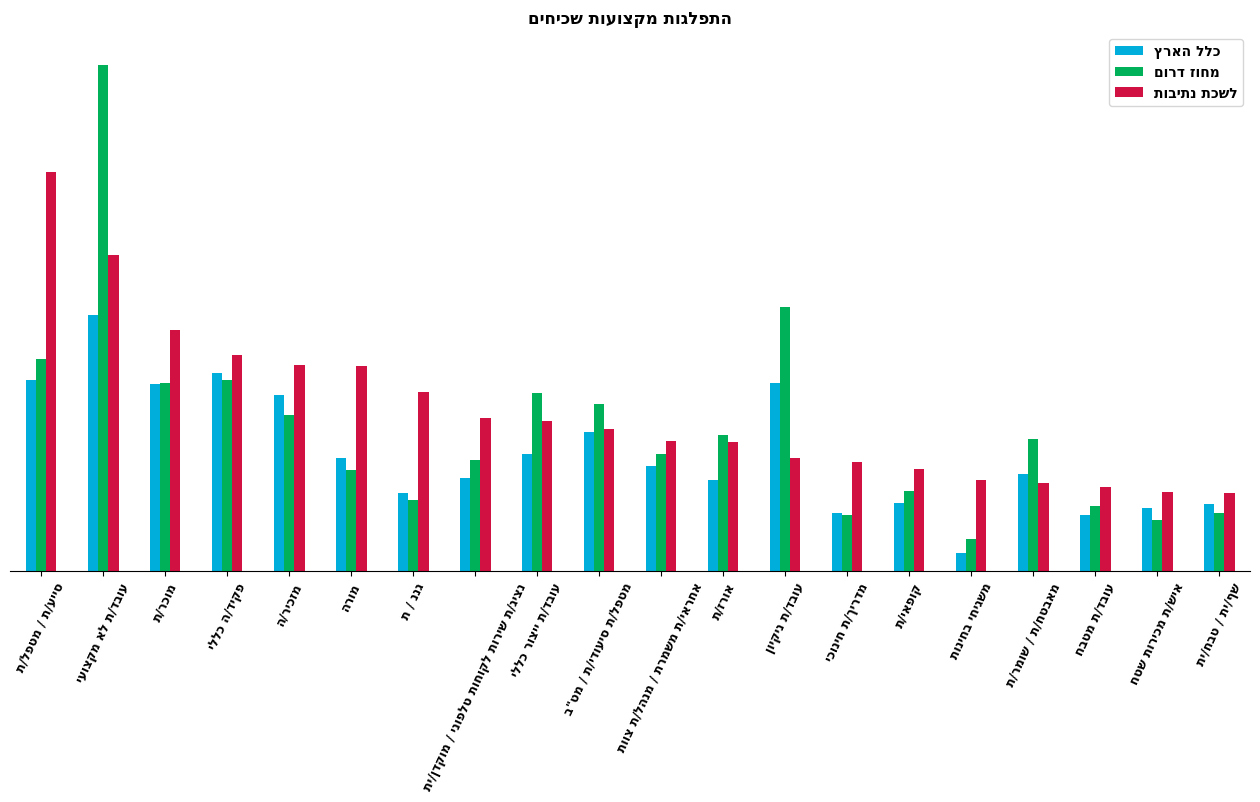 התפלגות מקצועות שכיחים
כלל הארץ
מחוז דרום
לשכת נתיבות
סייע/ת / מטפל/ת
עובד/ת לא מקצועי
מוכר/ת
פקיד/ה כללי
מזכיר/ה
מורה
גננ / ת
נציג/ת שירות לקוחות טלפוני / מוקדן/ית
עובד/ת ייצור כללי
מטפל/ת סיעודי/ת / מט"ב
אחראי/ת משמרת / מנהל/ת צוות
אורז/ת
עובד/ת ניקיון
מדריך/ת חינוכי
קופאי/ת
משגיחי בחינות
מאבטח/ת / שומר/ת
עובד/ת מטבח
איש/ת מכירות שטח
שף/ית / טבח/ית